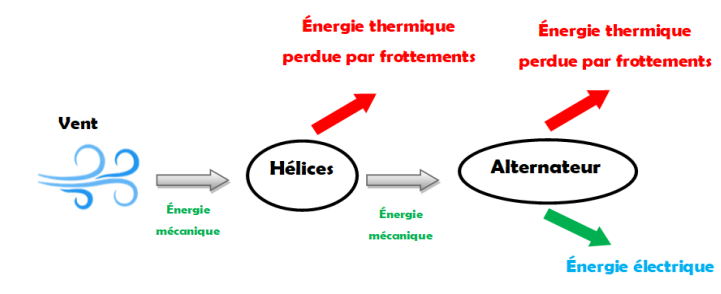 Énergie thermique
perdue par frottements
Énergie thermique
perdue par frottements
Vent
Hélices
Alternateur
Énergie
mécanique
Énergie
mécanique
Énergie électrique